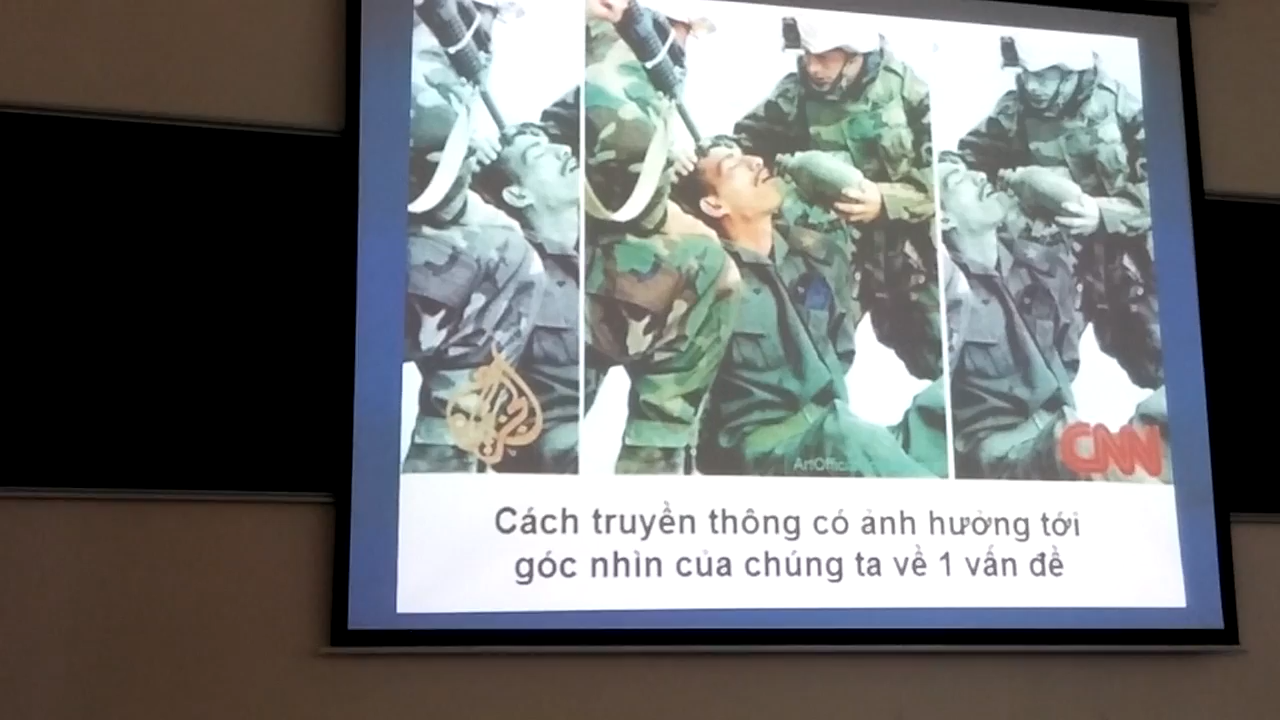 CNN
Cách truyền thông có ảnh hưởng tới
góc nhìn của chúng ta về 1 vấn đề